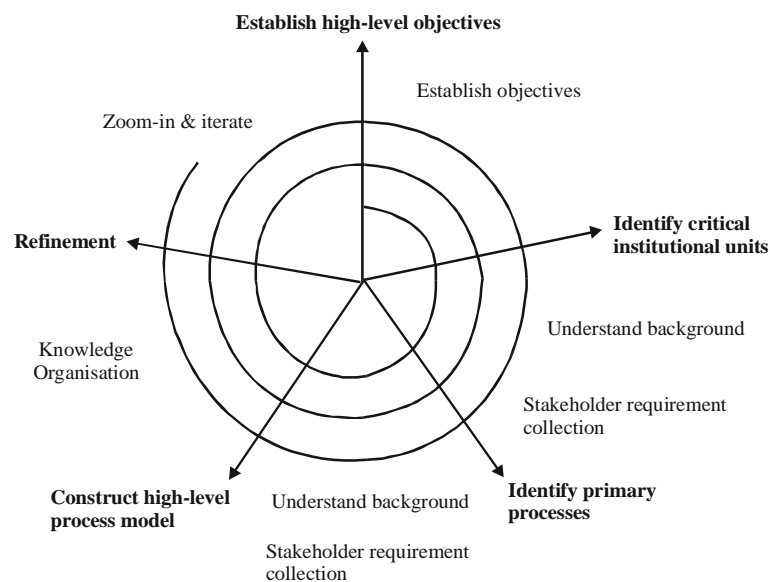 Establish high-level objectives
Establish objectives
Zoom-in & iterate
Identify critical
institutional units
Refinement
Understand background
Knowledge
Organisation
Stakeholder requirement
collection
Identify primary
processes
Construct high-level
process model
Understand background
Stakeholder requirement
collection